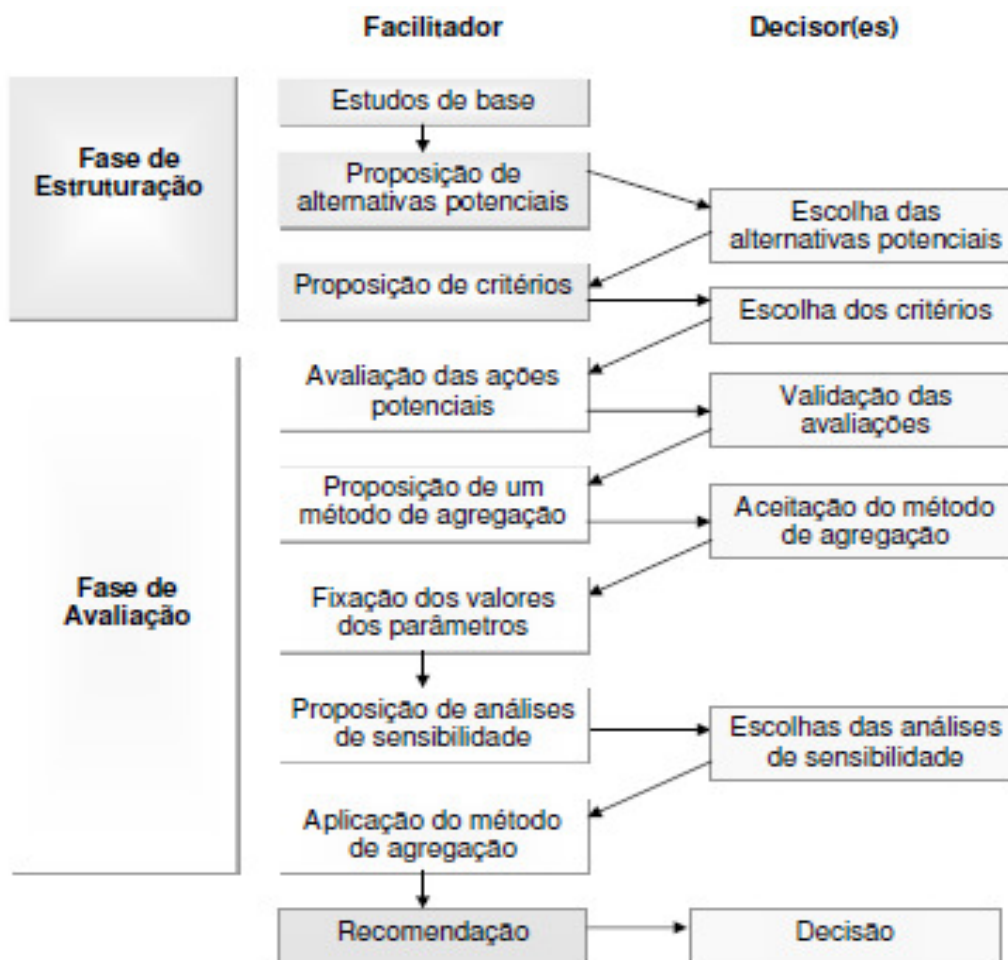 Facilitador
Decisor(es)
Fase de
Estruturação
Estudos de base
Proposição de
alternativas potenciais
Escolha das
alternativas potenciais
Proposição de critérios
Escolha dos critérios
Fase de
Avaliação
Avaliação das ações
potenciais
Validação das
avaliações
Proposição de um
método de agregação
Aceitação do método
de agregação
Fixação dos valores
dos parâmetros
Proposição de análises
de sensibilidade
Escolhas das análises
de sensibilidade
Aplicação do método
de agregação
Recomendação
Decisão